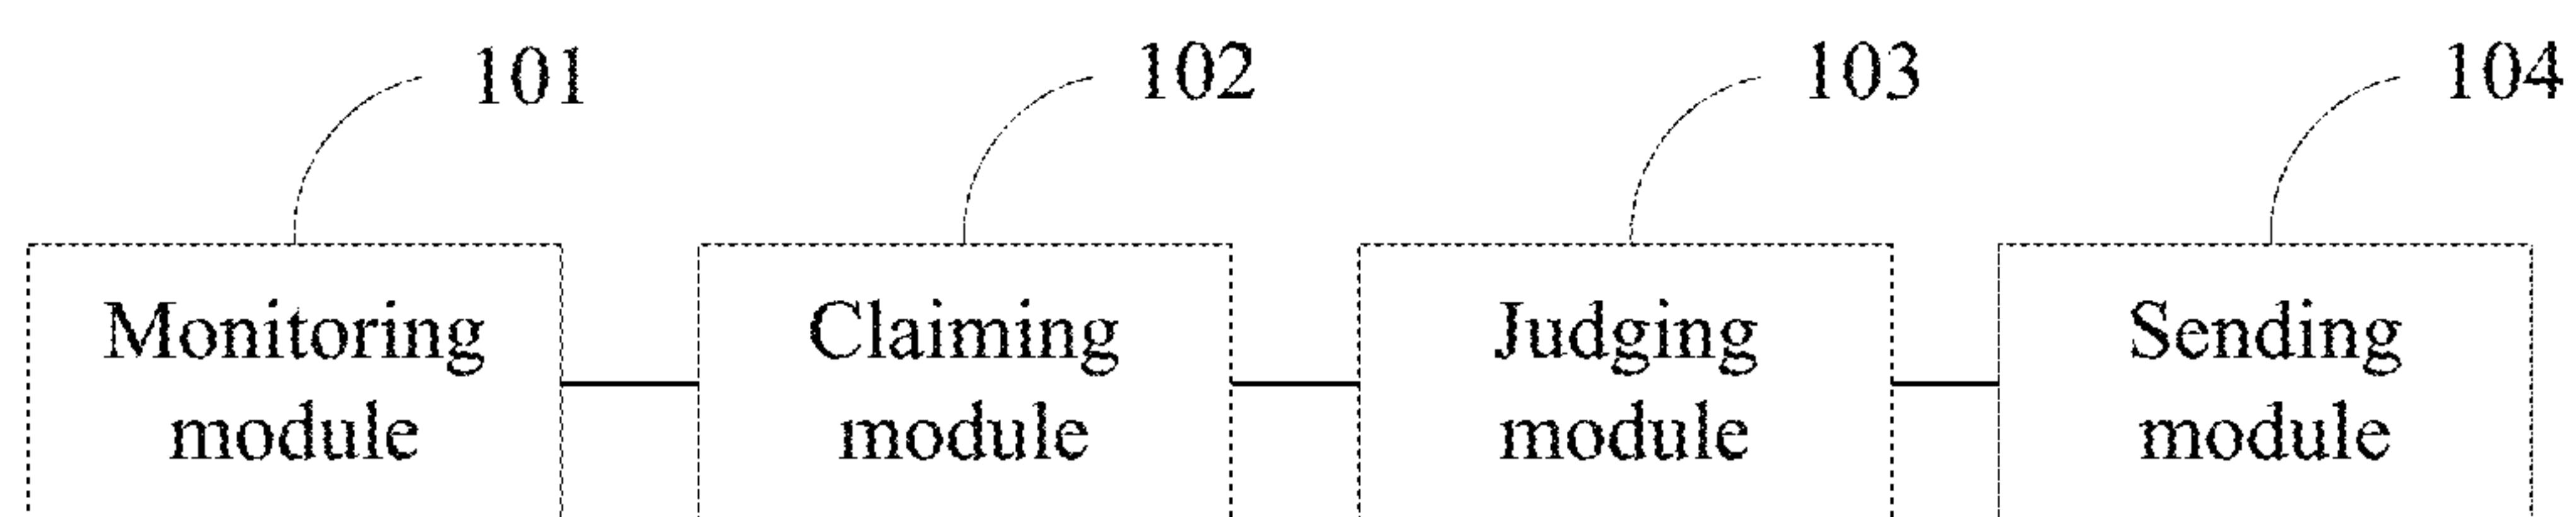 101
102
103
104
Monitoring
module
Claiming
module
Judging
module
Sending
module